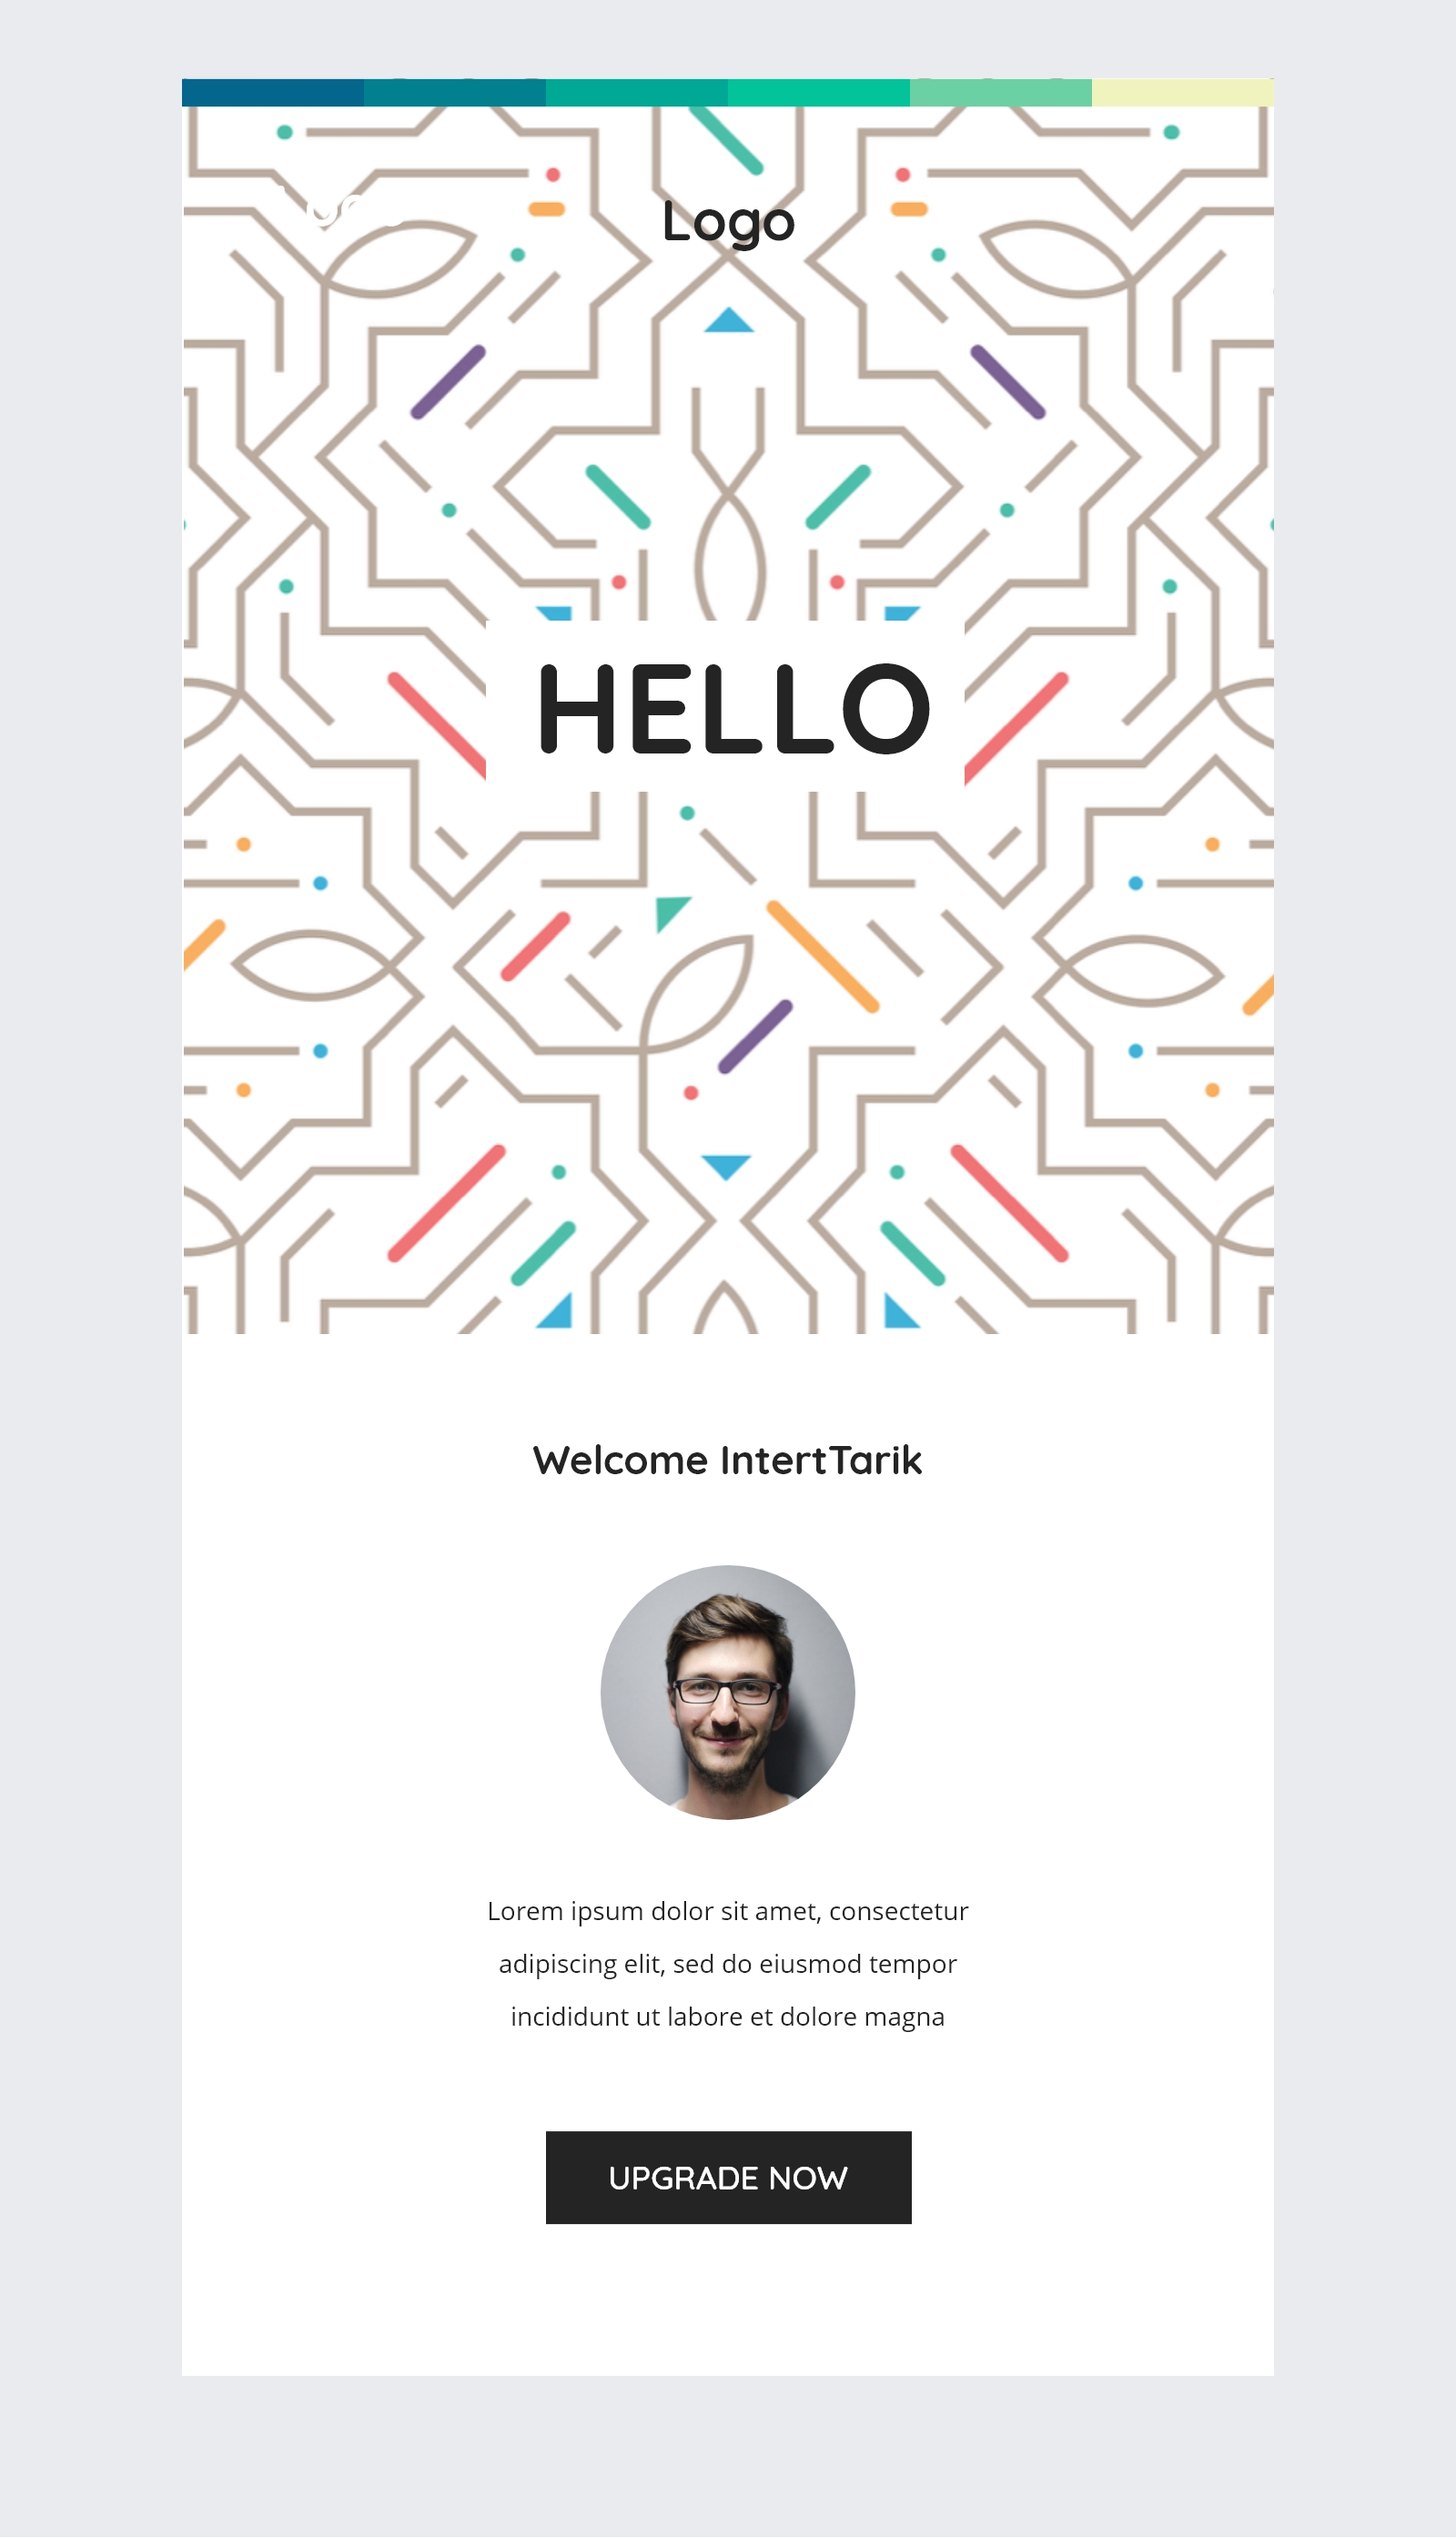 Logo
HELLO
Welcome IntertTarik
Lorem ipsum dolor sit amet, consectetur
adipiscing elit, sed do eiusmod tempor
incididunt ut labore et dolore magna
UPGRADE NOW